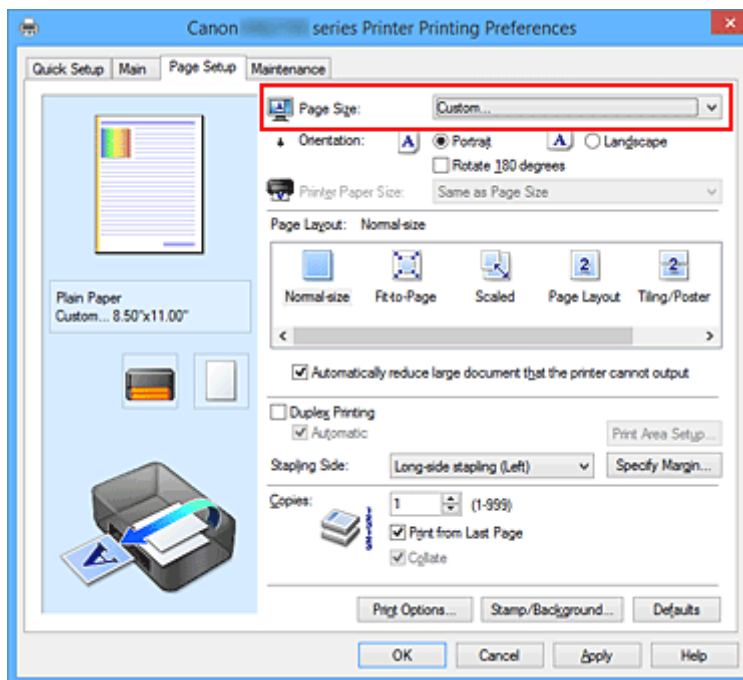 Canon series Printer Printing Preferences
Quick Setup Main Page Setup Maintenance
Page Size: Custom...
Orientation: A Portrait A Landscape
Rotate 180 degrees
Printer Paper Size: Same as Page Size
Page Layout: Normal-size
2 2
Normal-size Fit-to-Page Scaled Page Layout Tiling/Poster
Plain Paper
Custom... 8.50"x11.00"
Automatically reduce large document that the printer cannot output
Duplex Printing
Automatic
Print Area Setup...
Stapling Side: Long-side stapling (Left) Specify Margin...
Copies: 1 (1-999)
Print from Last Page
Collate
A
Print Options... Stamp/Background... Defaults
OK Cancel Apply Help